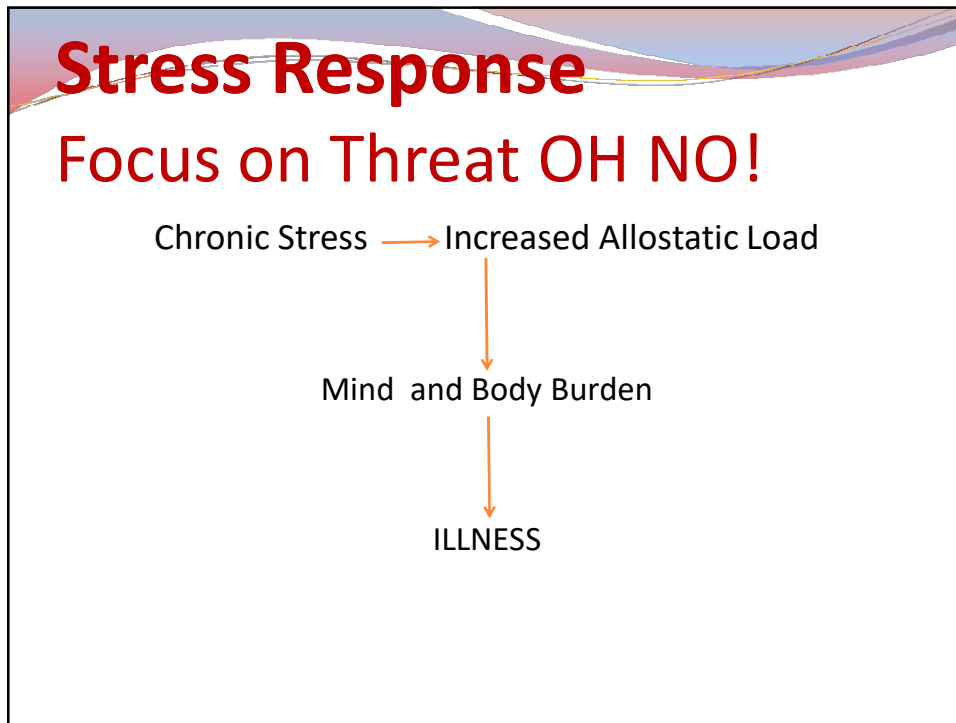 Stress Response
Focus on Threat OH NO!
Chronic Stress Increased Allostatic Load
Mind and Body Burden
ILLNESS